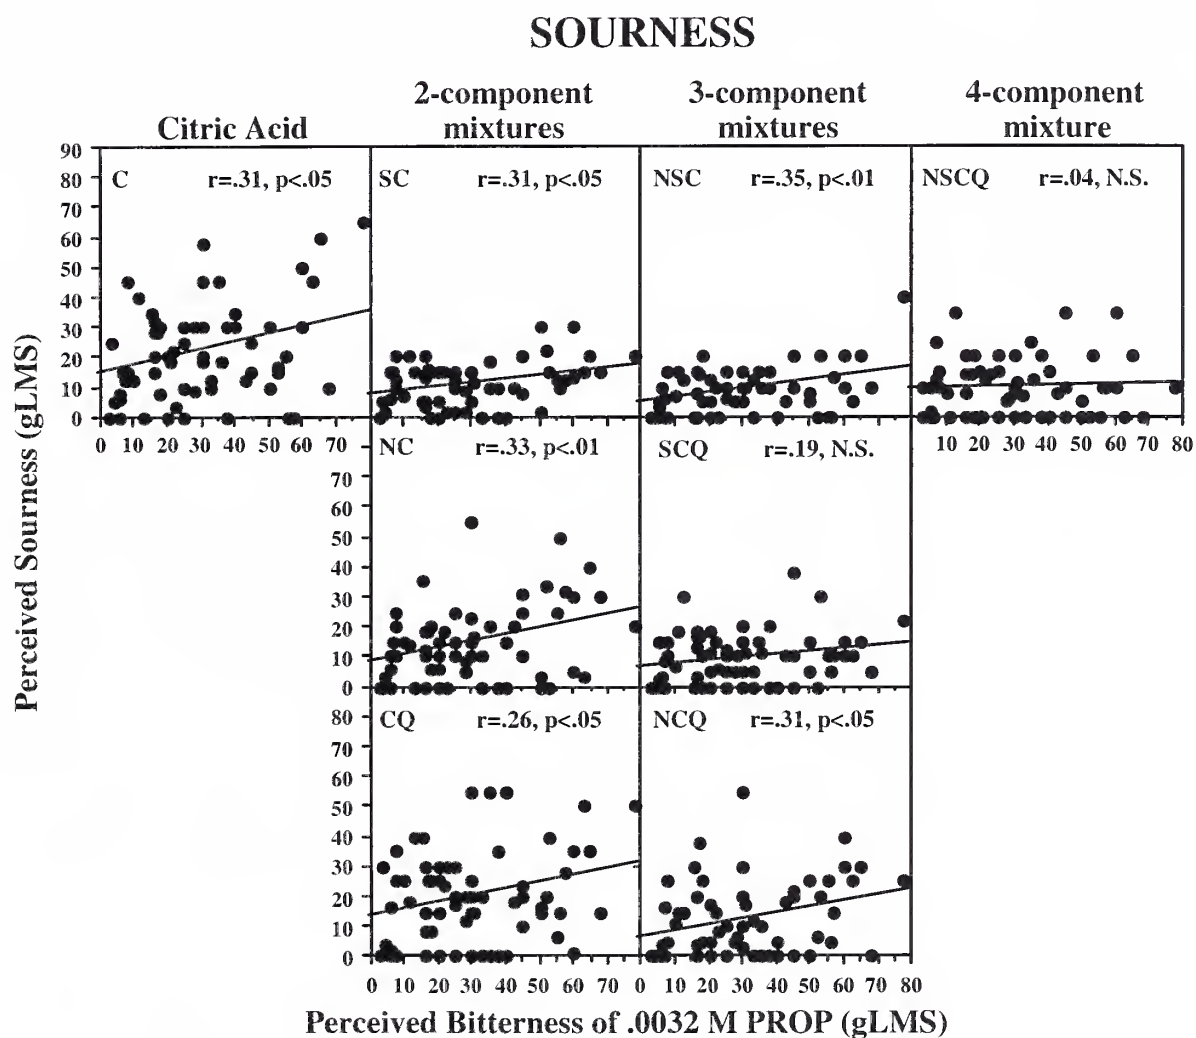 SOURNESS
2-component 3-component 4-component
Citric Acid mixtures mixtures mixture
90
80 C r=.31, p<.05 SC r=.31, p<.05 NSC r=.35, p<.01 NSCQ r=.04, N.S.
70
60
50
40
30
20
10
0
0 10 20 30 40 50 60 70 10 20 30 40 50 60 70 80
NC r=.33, p<.01 SCQ r=.19, N.S.
70
60
50
40
30
20
10
0
80 CQ r=.26, p<.05 NCQ r=.31, p<.05
70
60
50
40
30
20
10
0
0 10 20 30 40 50 60 70 0 10 20 30 40 50 60 70 80
Perceived Sourness (gLMS)
Perceived Bitterness of .0032 M PROP (gLMS)